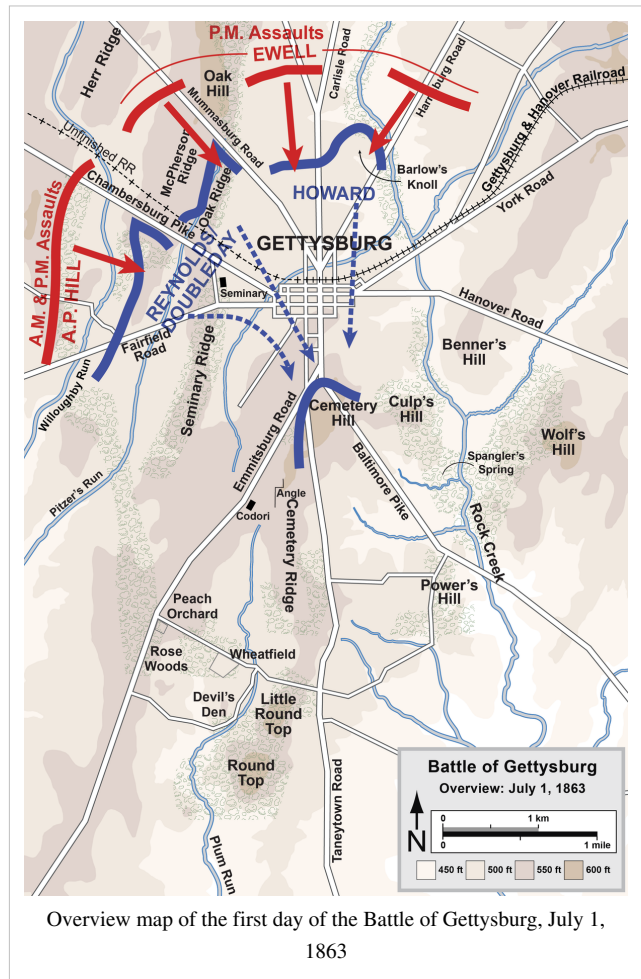 P.M. Assaults
EWELL
Herr Ridge
Oak
Hill
Carlisle Road
Harrisburg Road
Mummasburg Road
Gettysburg & Hanover Railroad
Unfinished RR
McPherson
Ridge
Oak Ridge
Barlow's
Knoll
Chambersburg Pike
York Road
HOWARD
A.M. & P.M. Assaults
A.P. HILL
REYNOLDS/
DOUBLEDAY
GETTYSBURG
Seminary
Hanover Road
Fairfield
Road
Benner's
Hill
Willoughby Run
Seminary Ridge
Cemetery
Hill
Culp's
Hill
Wolf's
Hill
Emmitsburg Road
Baltimore Pike
Spangler's
Spring
Pitzer's Run
Angle
Codori
Cemetery Ridge
Rock Creek
Power's
Hill
Peach
Orchard
Rose
Woods
Wheatfield
Devil's
Den
Little
Round
Top
Round
Top
Taneytown Road
Plum Run
Battle of Gettysburg
Overview: July 1, 1863
N
0 1 km
0 1 mile
450 ft 500 ft 550 ft 600 ft
Overview map of the first day of the Battle of Gettysburg, July 1,
1863